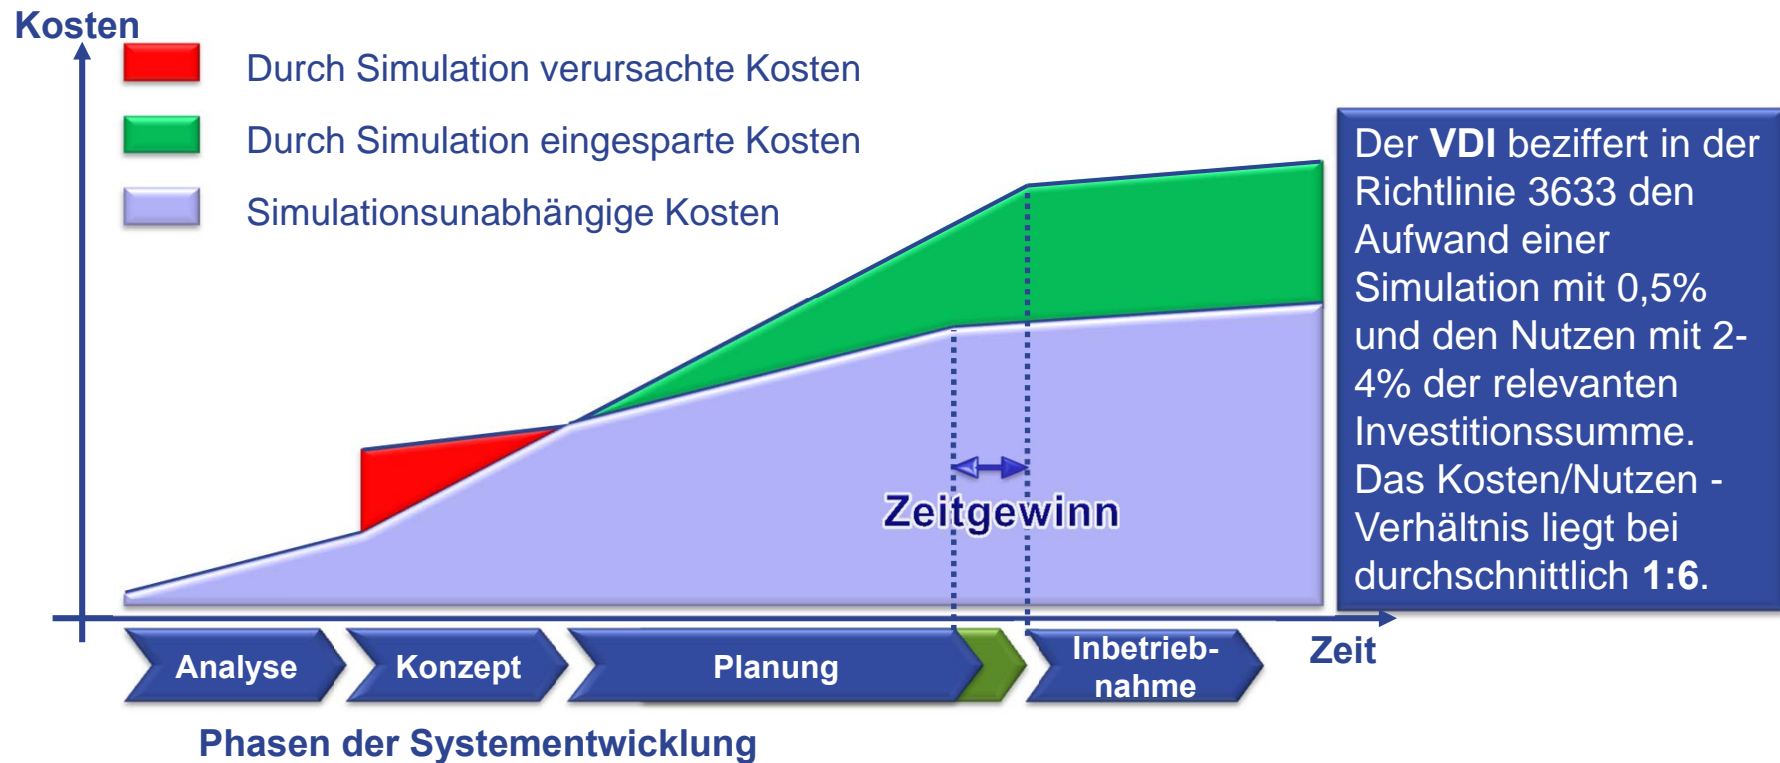 Kosten
Durch Simulation verursachte Kosten
Durch Simulation eingesparte Kosten
Simulationsunabhängige Kosten
Der VDI beziffert in der
Richtlinie 3633 den
Aufwand einer
Simulation mit 0,5%
und den Nutzen mit 2-
4% der relevanten
Investitionssumme.
Das Kosten/Nutzen -
Verhältnis liegt bei
durchschnittlich 1:6.
Zeitgewinn
Zeit
Analyse
Konzept
Planung
Inbetrieb-
nahme
Phasen der Systementwicklung